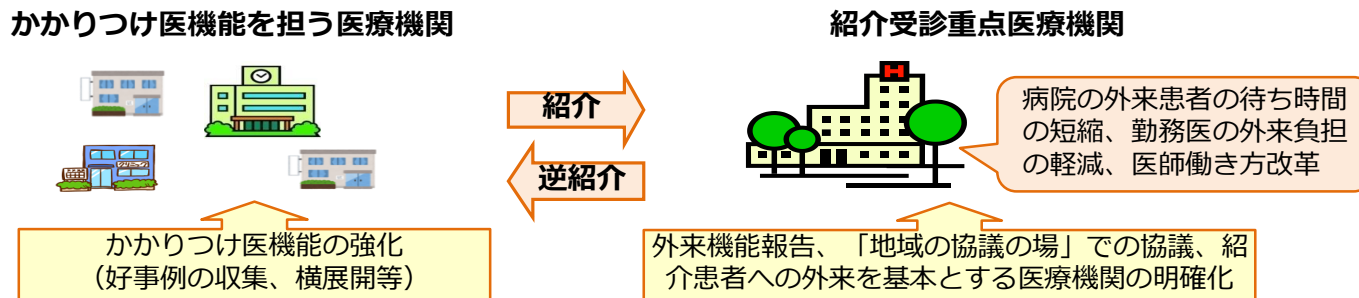 かかりつけ医機能を担う医療機関
紹介受診重点医療機関
紹介
逆紹介
H
病院の外来患者の待ち時間
の短縮、勤務医の外来負担
の軽減、医師働き方改革
かかりつけ医機能の強化
（好事例の収集、横展開等）
外来機能報告、「地域の協議の場」での協議、紹
介患者への外来を基本とする医療機関の明確化